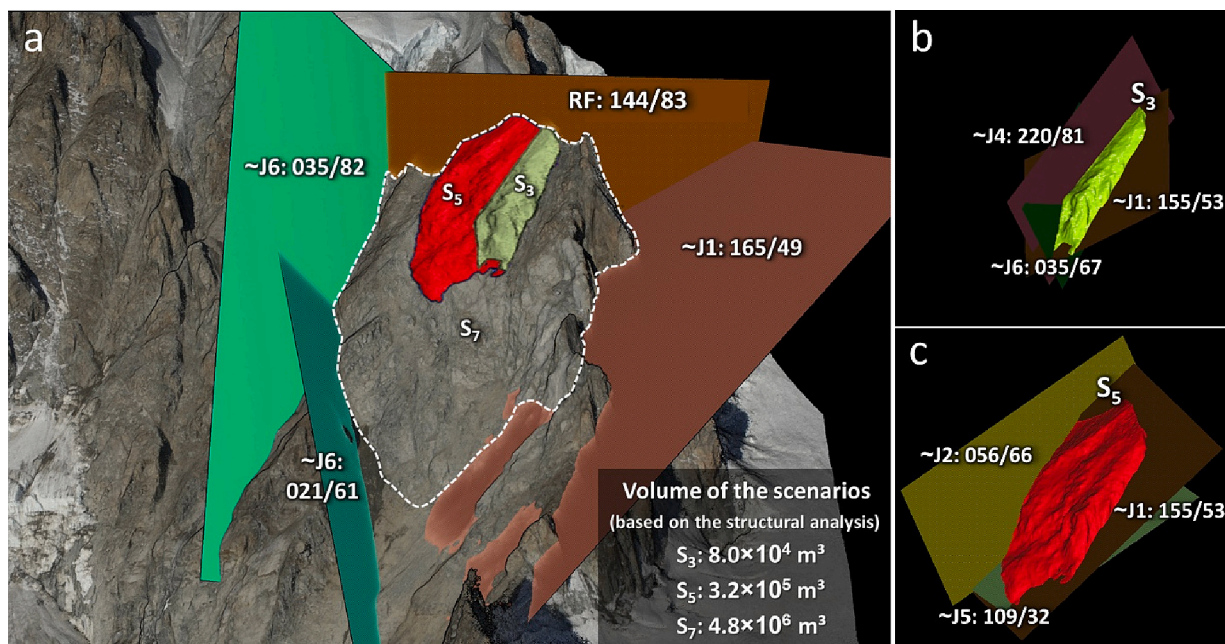 a
RF: 144/83
~J6: 035/82
S₅
S₃
~J1: 165/49
S₇
~J6:
021/61
Volume of the scenarios
(based on the structural analysis)
S₃: 8.0×10⁴ m³
S₅: 3.2×10⁵ m³
S₇: 4.8×10⁶ m³
b
S₃
~J4: 220/81
~J1: 155/53
~J6: 035/67
c
S₅
~J2: 056/66
~J1: 155/53
~J5: 109/32